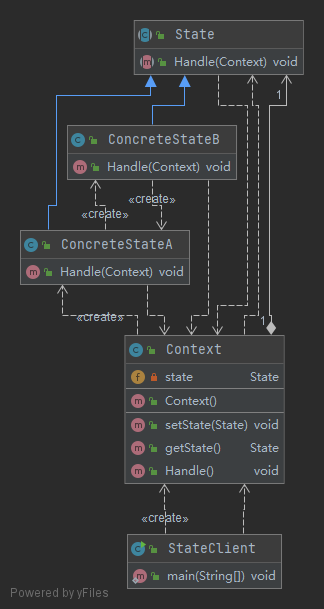 State
Handle(Context) void
1
ConcreteStateB
Handle(Context) void
«create»
«create»
ConcreteStateA
Handle(Context) void
«create»
1
Context
state State
Context()
setState(State) void
getState() State
Handle() void
«create»
StateClient
main(String[]) void
Powered by yFiles